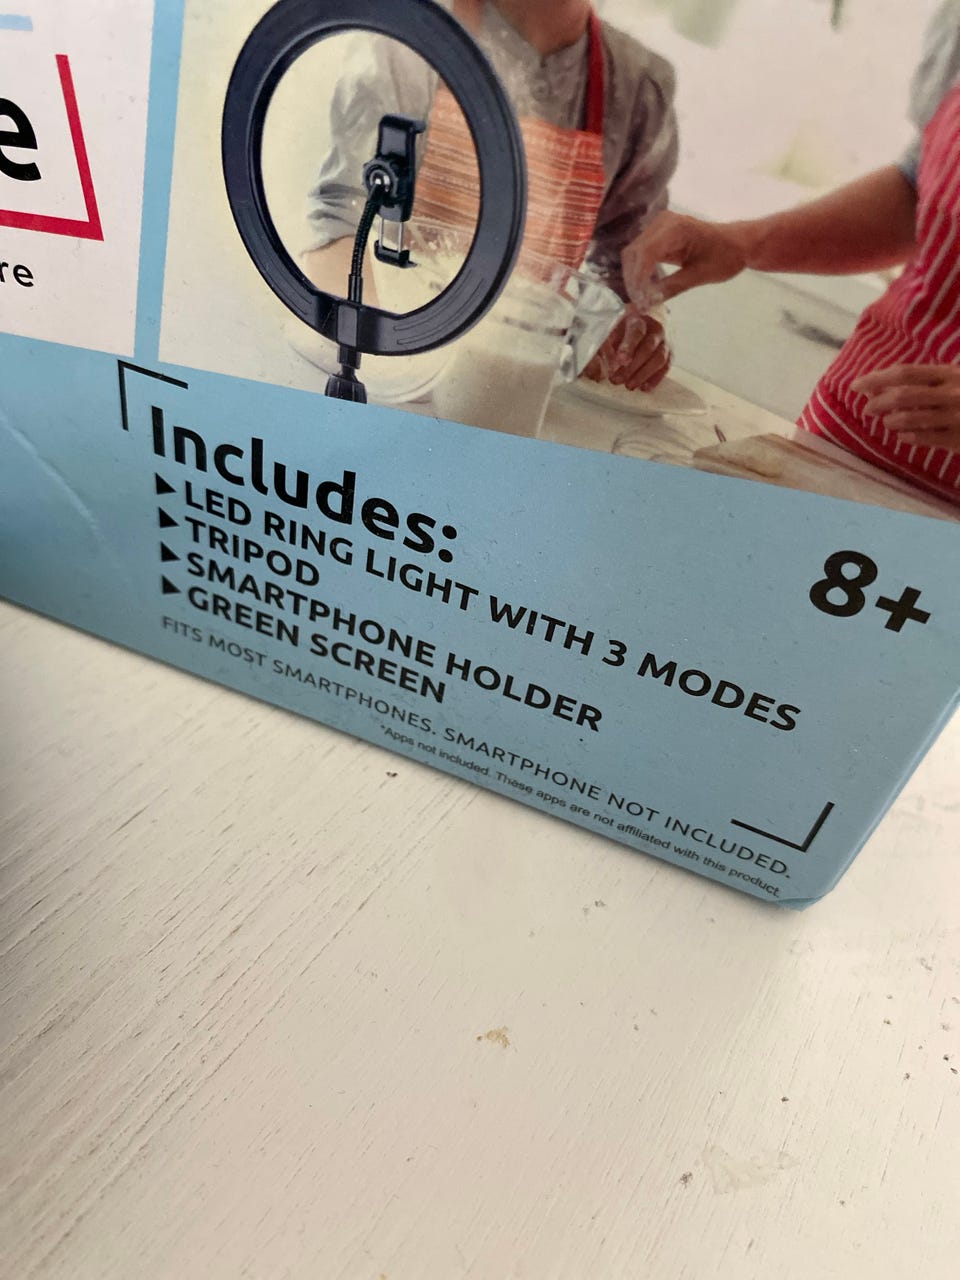 e
re
Includes:
▶LED RING LIGHT WITH 3 MODES
▶TRIPOD
▶SMARTPHONE HOLDER
▶GREEN SCREEN
FITS MOST SMARTPHONES. SMARTPHONE NOT INCLUDED.
*Apps not included. These apps are not affiliated with this product.
8+